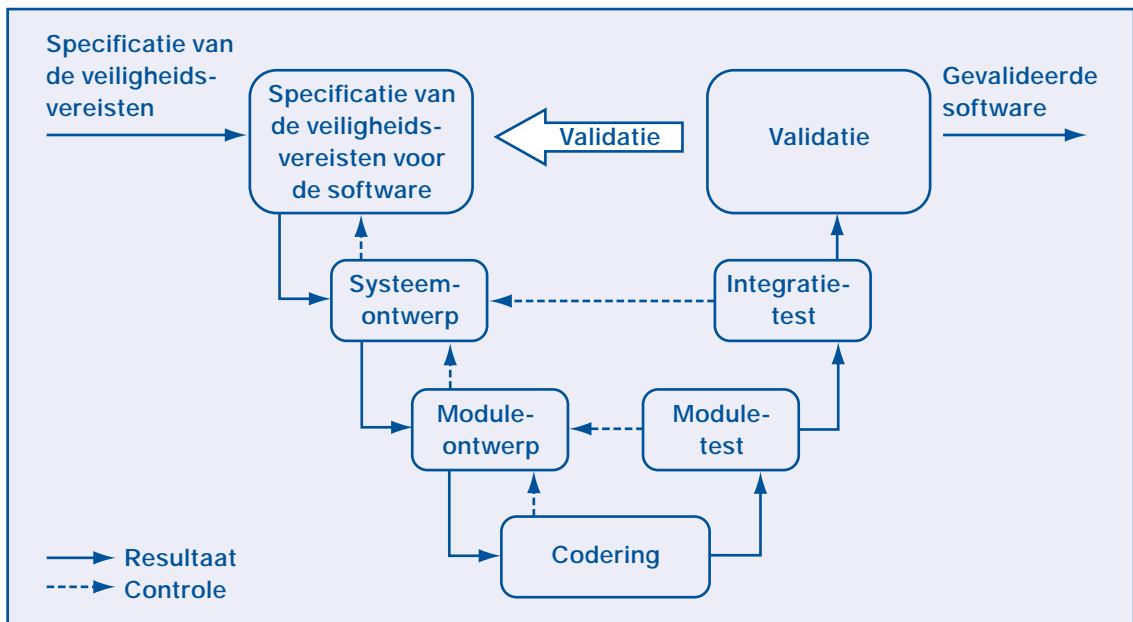 Specificatie van
de veiligheids-
vereisten
Specificatie van
de veiligheids-
vereisten voor
de software
Validatie
Validatie
Gevalideerde
software
Systeem-
ontwerp
Integratie-
test
Module-
ontwerp
Module-
test
Codering
Resultaat
Controle